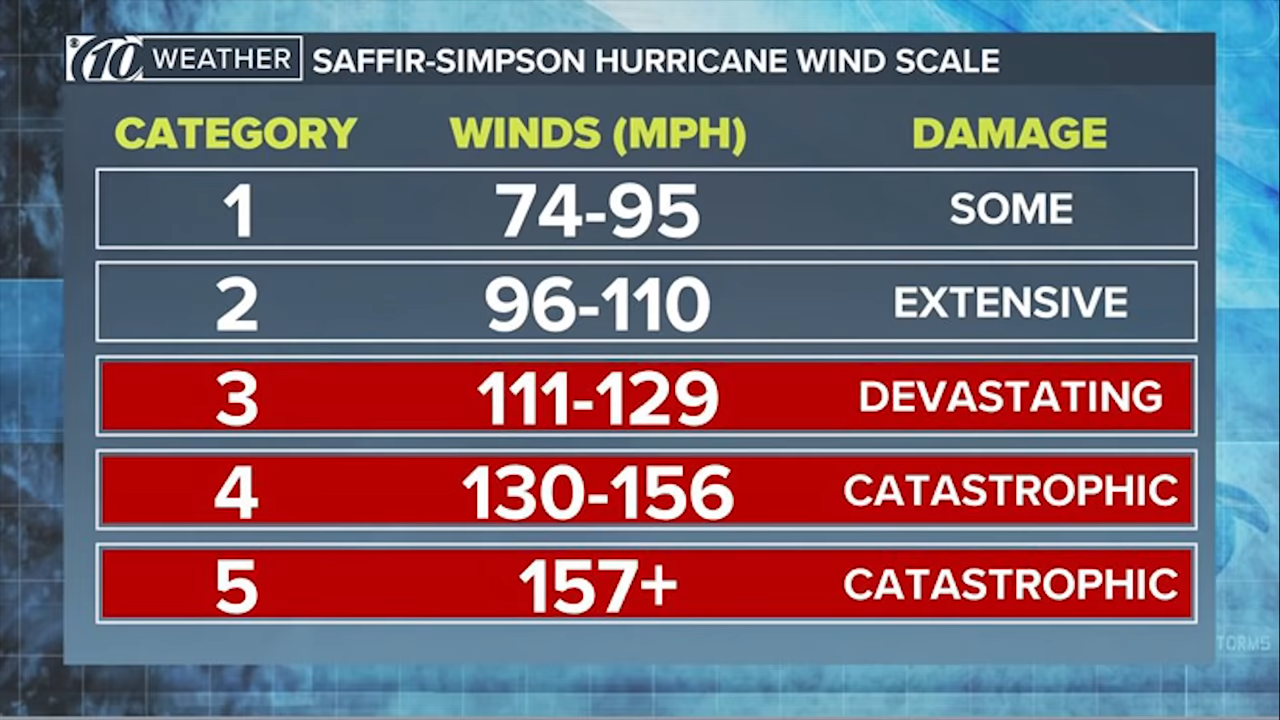 10 WEATHER SAFFIR-SIMPSON HURRICANE WIND SCALE
CATEGORY WINDS (MPH) DAMAGE
1 74-95 SOME
2 96-110 EXTENSIVE
3 111-129 DEVASTATING
4 130-156 CATASTROPHIC
5 157+ CATASTROPHIC
TORMS